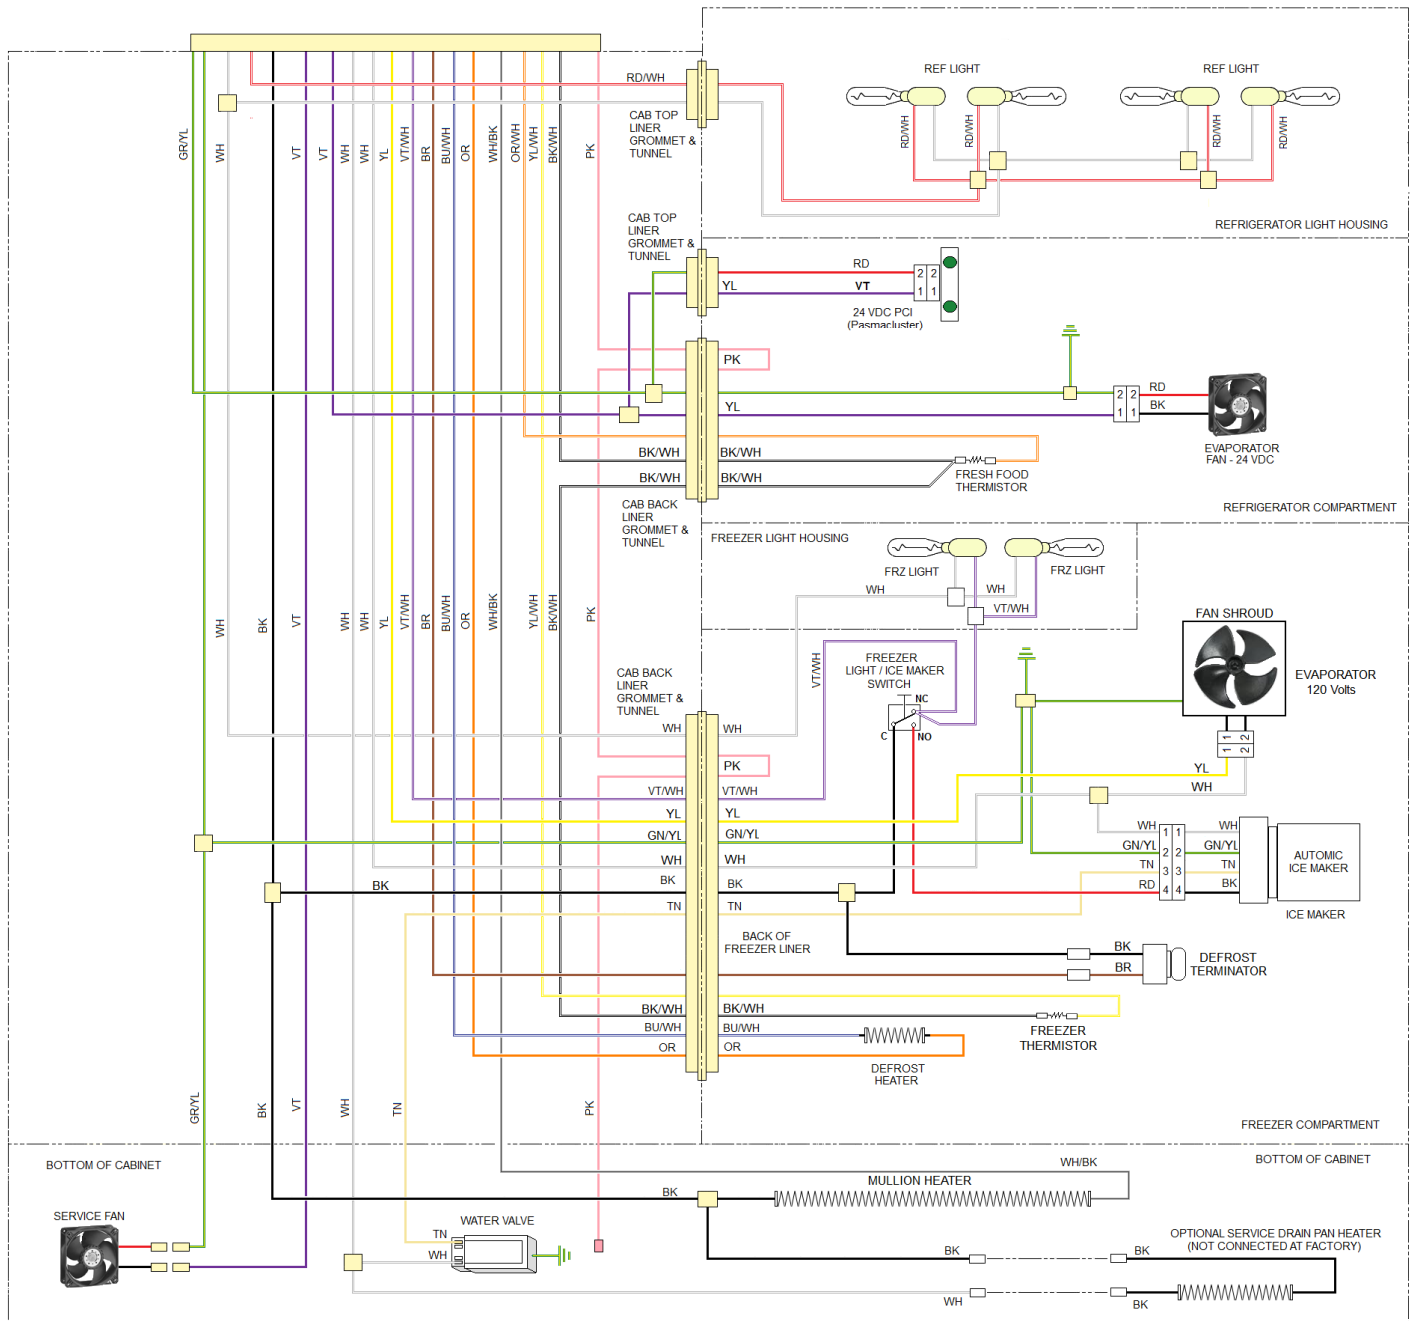 REF LIGHT
REF LIGHT
RD/WH
CAB TOP
LINER
GROMMET &
TUNNEL
GR/YL
WH
VT
VT
WH
WH
YL
VT/WH
BR
BU/WH
OR
WH/BK
OR/WH
YL/WH
BK/WH
PK
RD/WH
RD/WH
RD/WH
RD/WH
REFRIGERATOR LIGHT HOUSING
CAB TOP
LINER
GROMMET &
TUNNEL
RD
YL
VT
2 2
1 1
24 VDC PCI
(Pasmacluster)
PK
RD
2 2
YL
BK
1 1
EVAPORATOR
FAN - 24 VDC
BK/WH
BK/WH
BK/WH
BK/WH
FRESH FOOD
THERMISTOR
CAB BACK
LINER
GROMMET &
TUNNEL
REFRIGERATOR COMPARTMENT
FREEZER LIGHT HOUSING
FRZ LIGHT
FRZ LIGHT
WH
WH
VT/WH
WH
BK
VT
WH
WH
YL
VT/WH
BR
BU/WH
OR
WH/BK
YL/WH
BK/WH
PK
FAN SHROUD
EVAPORATOR
120 Volts
CAB BACK
LINER
GROMMET &
TUNNEL
VT/WH
FREEZER
LIGHT / ICE MAKER
SWITCH
NC
C
NO
WH
WH
1 2
1 2
PK
YL
WH
VT/WH
VT/WH
YL
YL
GN/YL
GN/YL
WH
1 1
WH
GN/YL
2 2
GN/YL
TN
3 3
TN
RD
4 4
BK
AUTOMIC
ICE MAKER
ICE MAKER
WH
WH
BK
BK
BK
TN
TN
BACK OF
FREEZER LINER
BK
BR
DEFROST
TERMINATOR
BK/WH
BK/WH
FREEZER
THERMISTOR
BU/WH
BU/WH
OR
OR
DEFROST
HEATER
GR/YL
BK
VT
WH
TN
PK
FREEZER COMPARTMENT
BOTTOM OF CABINET
BOTTOM OF CABINET
WH/BK
MULLION HEATER
BK
SERVICE FAN
WATER VALVE
TN
WH
OPTIONAL SERVICE DRAIN PAN HEATER
(NOT CONNECTED AT FACTORY)
BK
BK
WH
BK